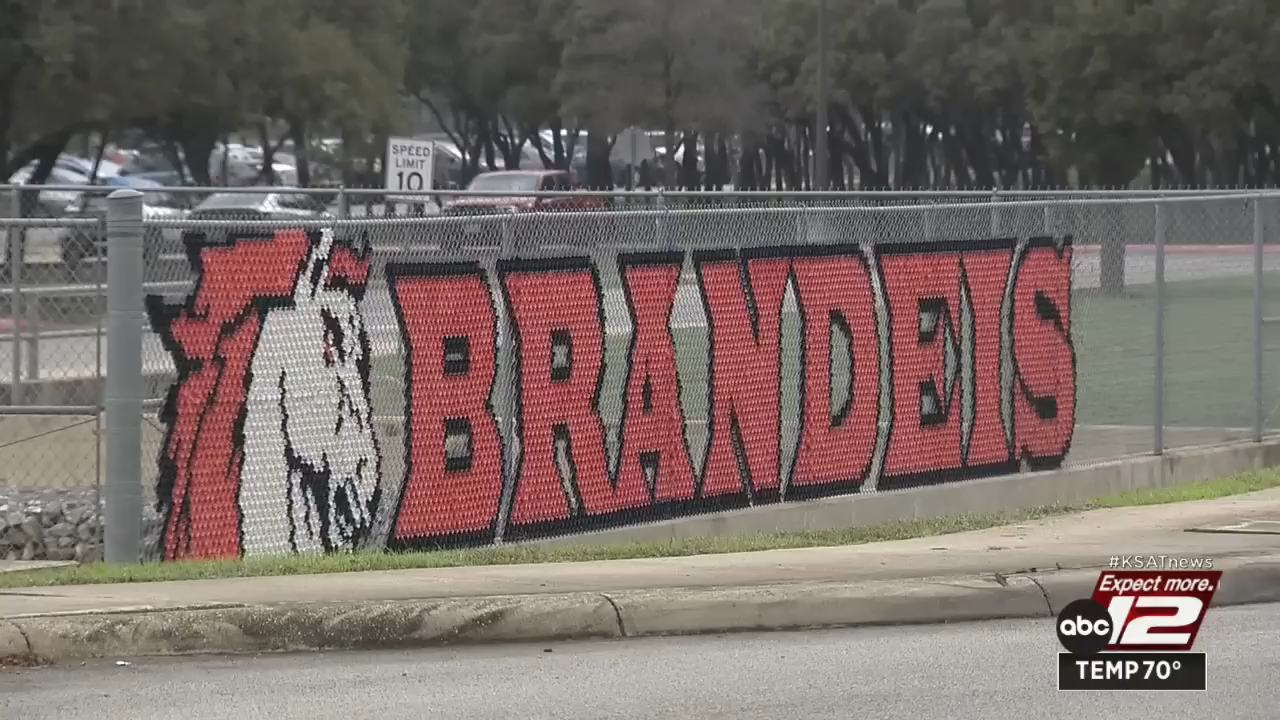 SPEED
LIMIT
10
BRANDEIS
#KSATnews
Expect more.
abc 12
TEMP 70°